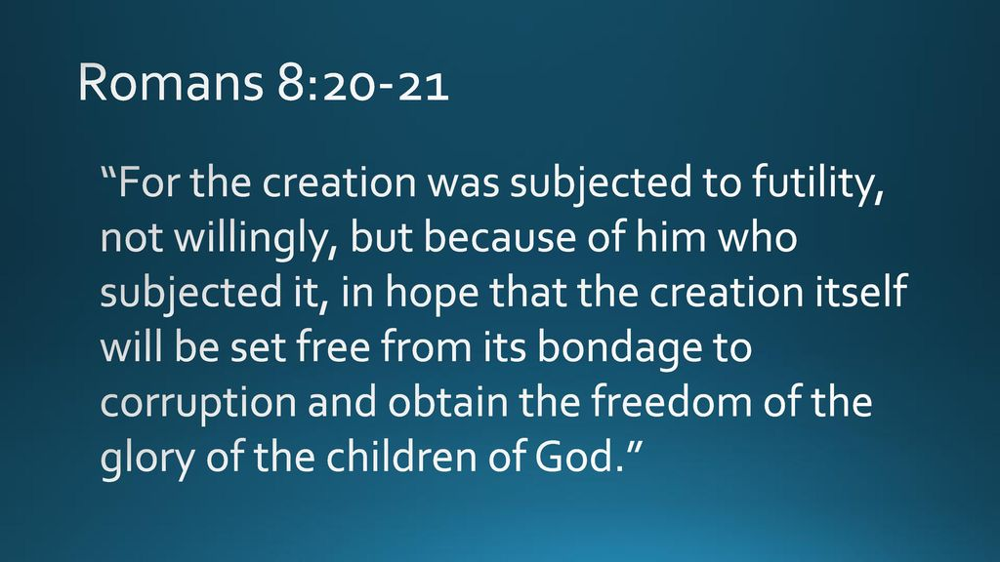 Romans 8:20-21
“For the creation was subjected to futility,
not willingly, but because of him who
subjected it, in hope that the creation itself
will be set free from its bondage to
corruption and obtain the freedom of the
glory of the children of God.”